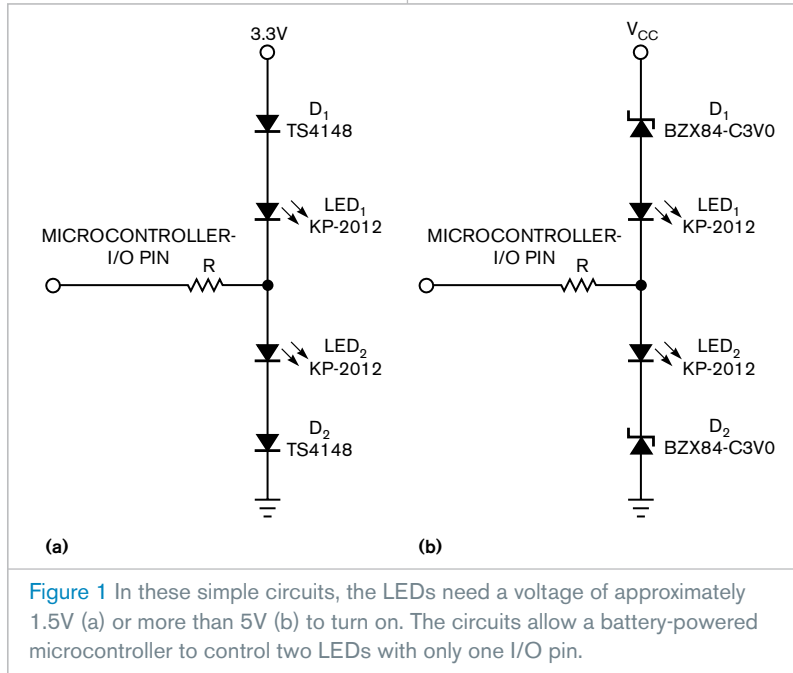 3.3V
D1
TS4148
LED1
KP-2012
MICROCONTROLLER-
I/O PIN
R
LED2
KP-2012
D2
TS4148
(a)
VCC
D1
BZX84-C3V0
LED1
KP-2012
MICROCONTROLLER-
I/O PIN
R
LED2
KP-2012
D2
BZX84-C3V0
(b)
Figure 1 In these simple circuits, the LEDs need a voltage of approximately
1.5V (a) or more than 5V (b) to turn on. The circuits allow a battery-powered
microcontroller to control two LEDs with only one I/O pin.